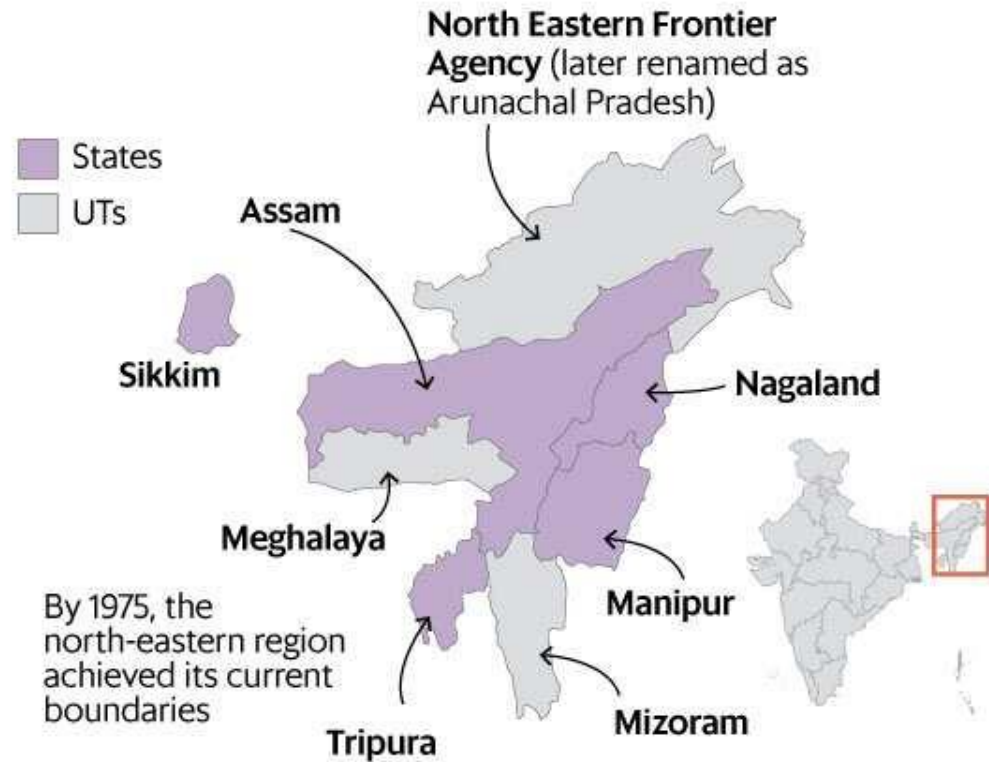 North Eastern Frontier
Agency (later renamed as
Arunachal Pradesh)
States
UTs
Assam
Sikkim
Nagaland
Meghalaya
Manipur
By 1975, the
north-eastern region
achieved its current
boundaries
Mizoram
Tripura